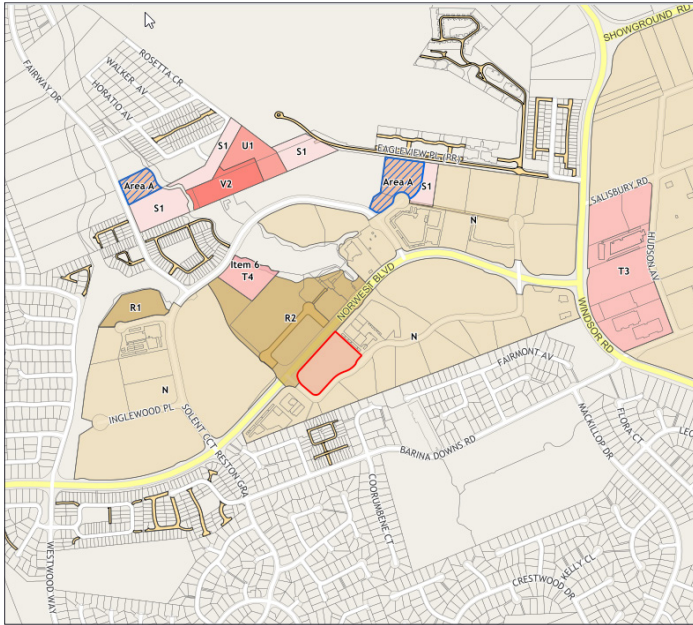 SHOWGROUND RD
ROSETTA CR
FAIRWAY DR
WALKER AV
HORATIO AV
S1
U1
S1
EAGLEVIEW PL
Area A
V2
Area A
S1
S1
SALISBURY RD
N
HUDSON AV
Item 6
T4
T3
NORWEST BLVD
R1
R2
WINDSOR RD
N
FAIRMONT AV
N
INGLEWOOD PL
SOLENT CCT
RESTON GRA
BARINA DOWNS RD
MACKILLOP DR
FLORA CT
COORUMBENE CT
WESTWOOD WAY
KELLY CL
CRESTWOOD DR